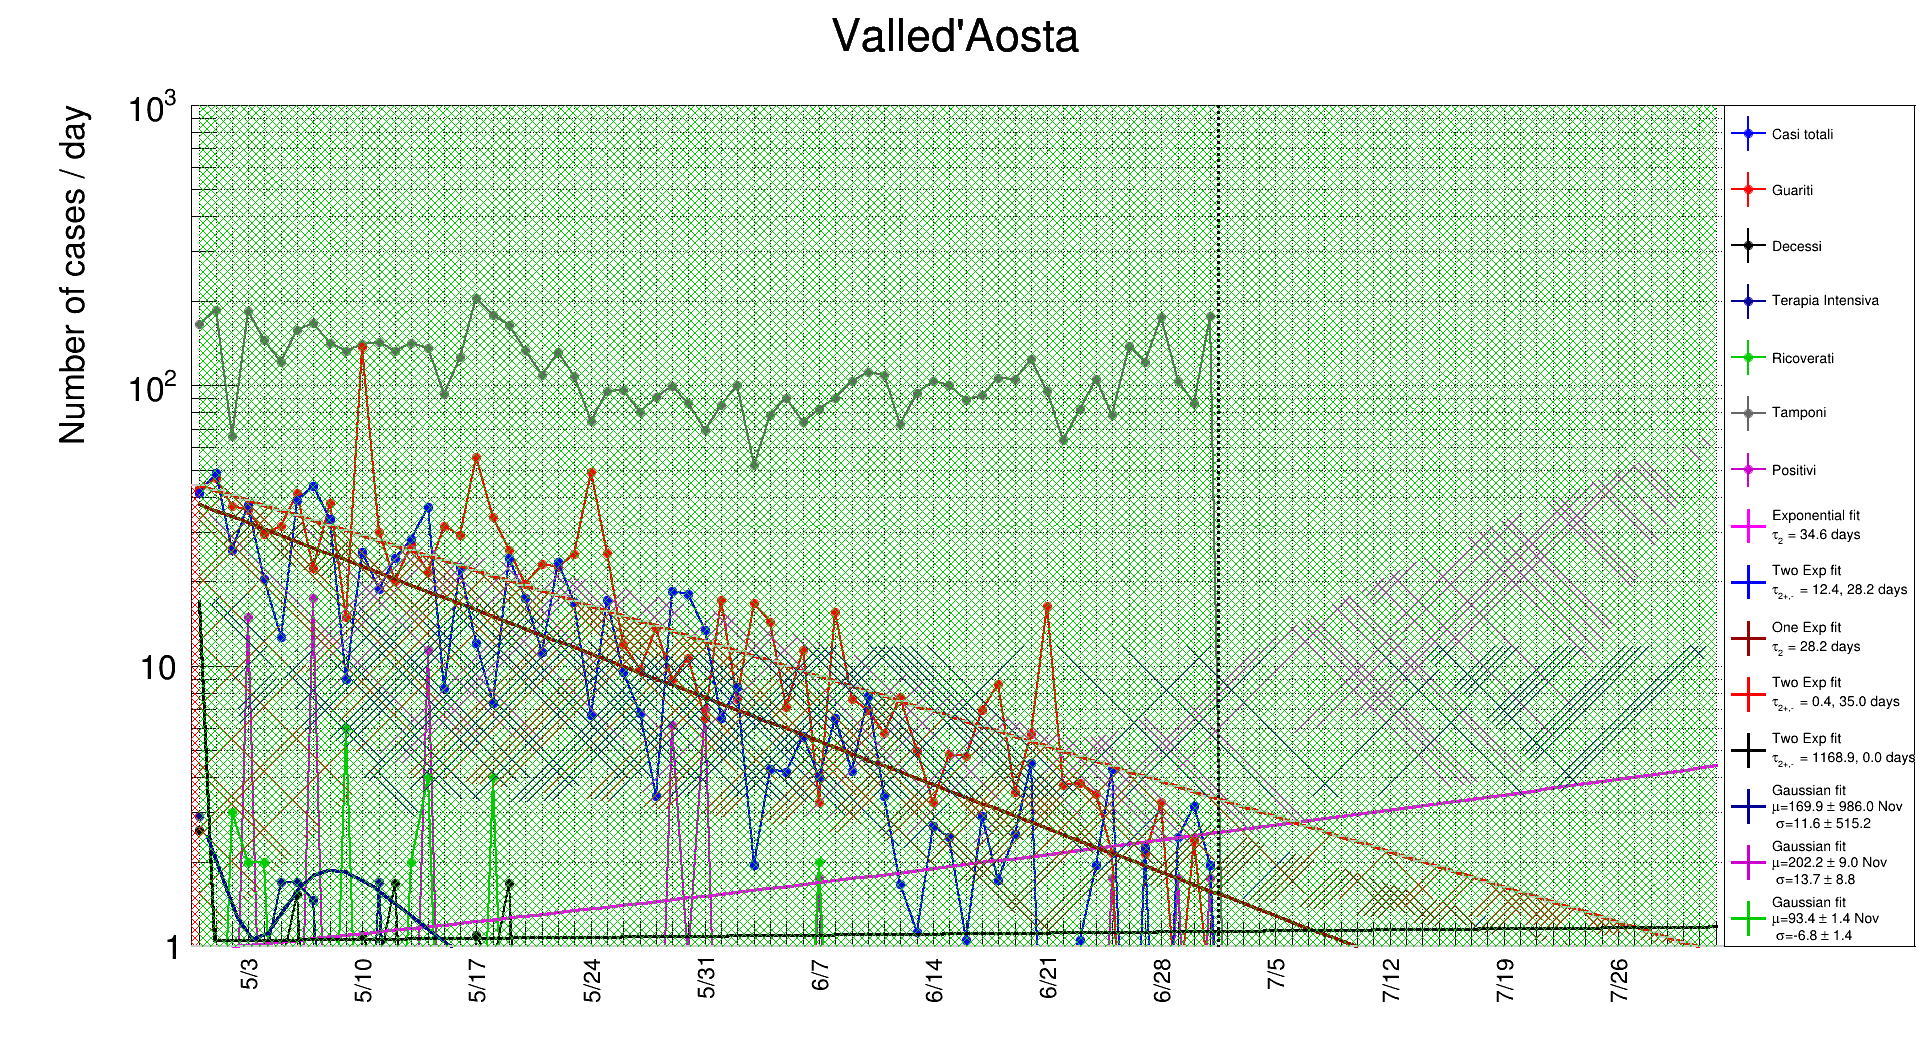 Valled'Aosta
Number of cases / day
10³
10²
10
1
5/3
5/10
5/17
5/24
5/31
6/7
6/14
6/21
6/28
7/5
7/12
7/19
7/26
Casi totali
Guariti
Decessi
Terapia Intensiva
Ricoverati
Tamponi
Positivi
Exponential fit
τ₂ = 34.6 days
Two Exp fit
τ₂₊,₋ = 12.4, 28.2 days
One Exp fit
τ₂ = 28.2 days
Two Exp fit
τ₂₊,₋ = 0.4, 35.0 days
Two Exp fit
τ₂₊,₋ = 1168.9, 0.0 days
Gaussian fit
μ=169.9 ± 986.0 Nov
σ=11.6 ± 515.2
Gaussian fit
μ=202.2 ± 9.0 Nov
σ=13.7 ± 8.8
Gaussian fit
μ=93.4 ± 1.4 Nov
σ=-6.8 ± 1.4